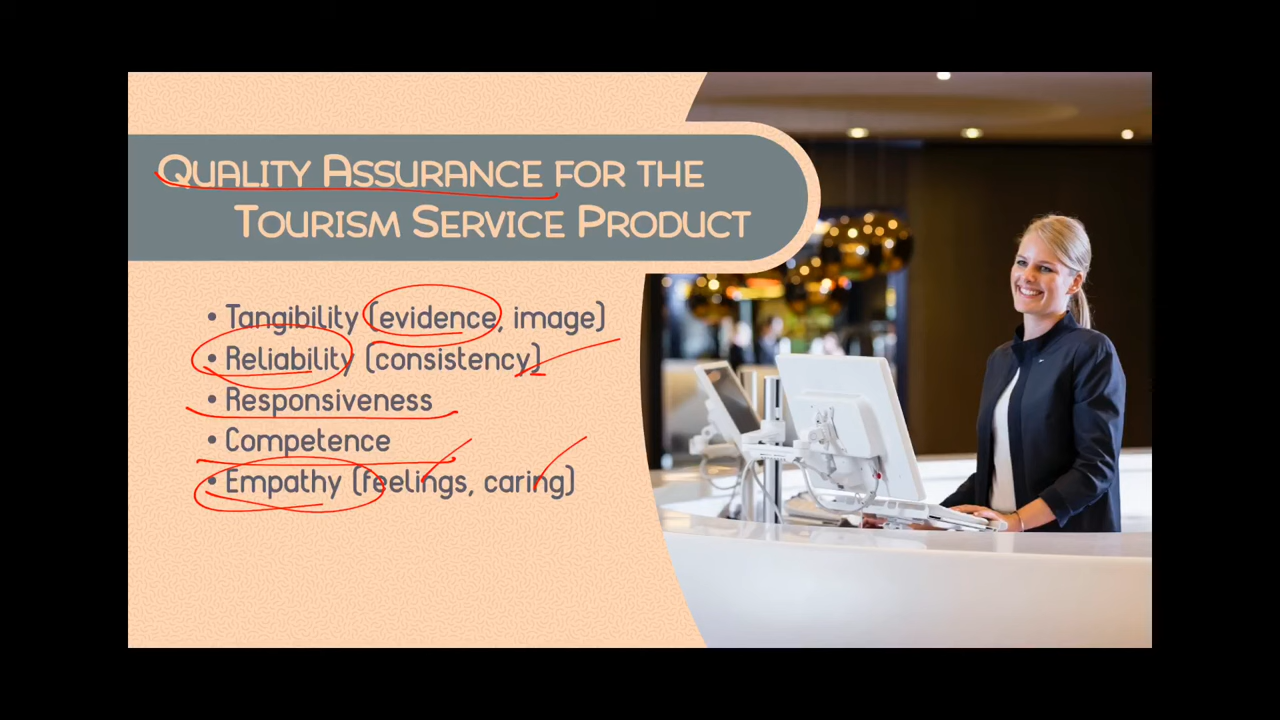 QUALITY ASSURANCE FOR THE
TOURISM SERVICE PRODUCT
• Tangibility (evidence, image)
• Reliability (consistency)
• Responsiveness
• Competence
• Empathy (feelings, caring)